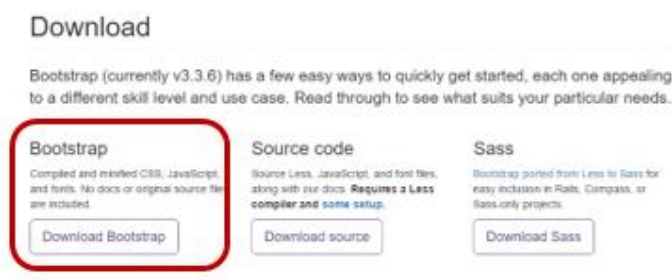 Download
Bootstrap (currently v3.3.6) has a few easy ways to quickly get started, each one appealing
to a different skill level and use case. Read through to see what suits your particular needs.
Bootstrap
Compiled and minified CSS, JavaScript,
and fonts. No docs or original source file
are included.
Download Bootstrap
Source code
Source Less, JavaScript, and font files,
along with our docs. Requires a Less
compiler and some setup.
Download source
Sass
Bootstrap ported from Less to Sass for
easy inclusion in Rails, Compass, or
Sass-only projects.
Download Sass